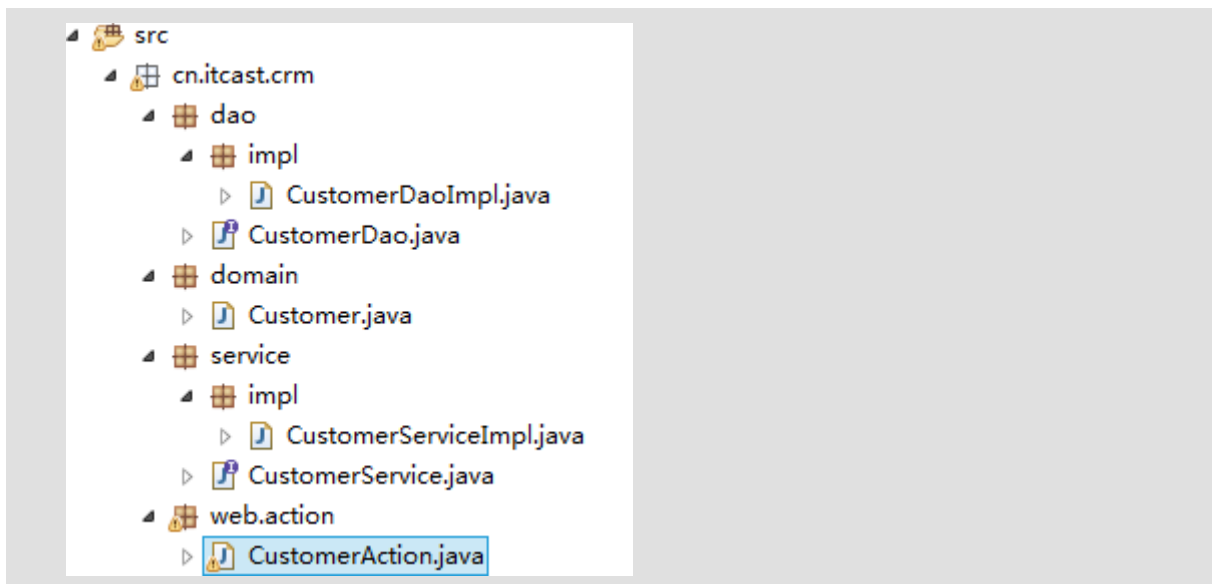 src
cn.itcast.crm
dao
impl
CustomerDaoImpl.java
CustomerDao.java
domain
Customer.java
service
impl
CustomerServiceImpl.java
CustomerService.java
web.action
CustomerAction.java